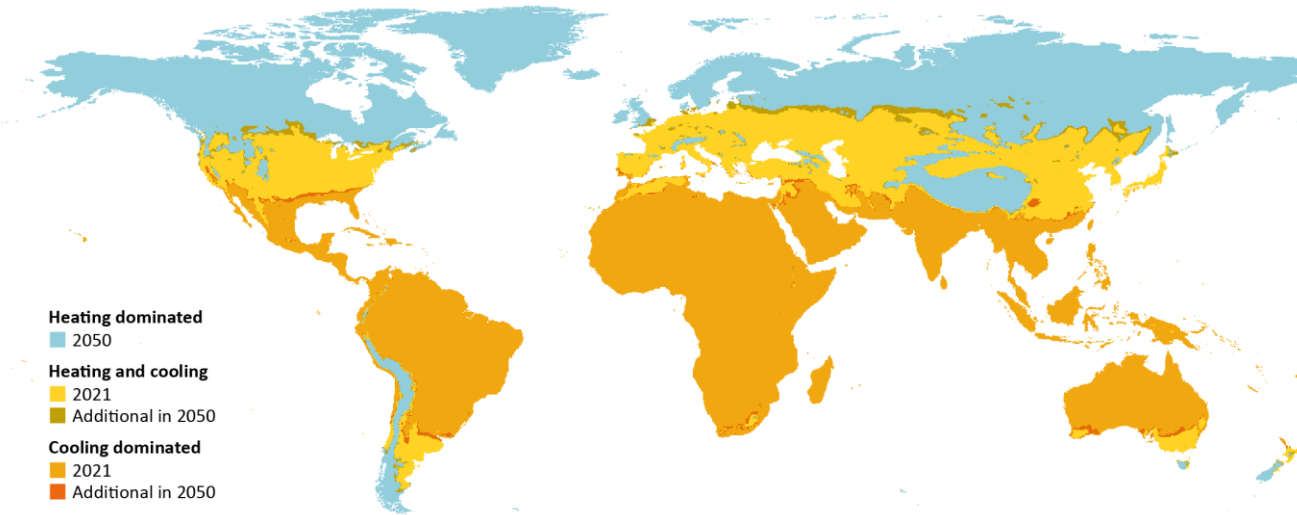 Heating dominated
2050
Heating and cooling
2021
Additional in 2050
Cooling dominated
2021
Additional in 2050